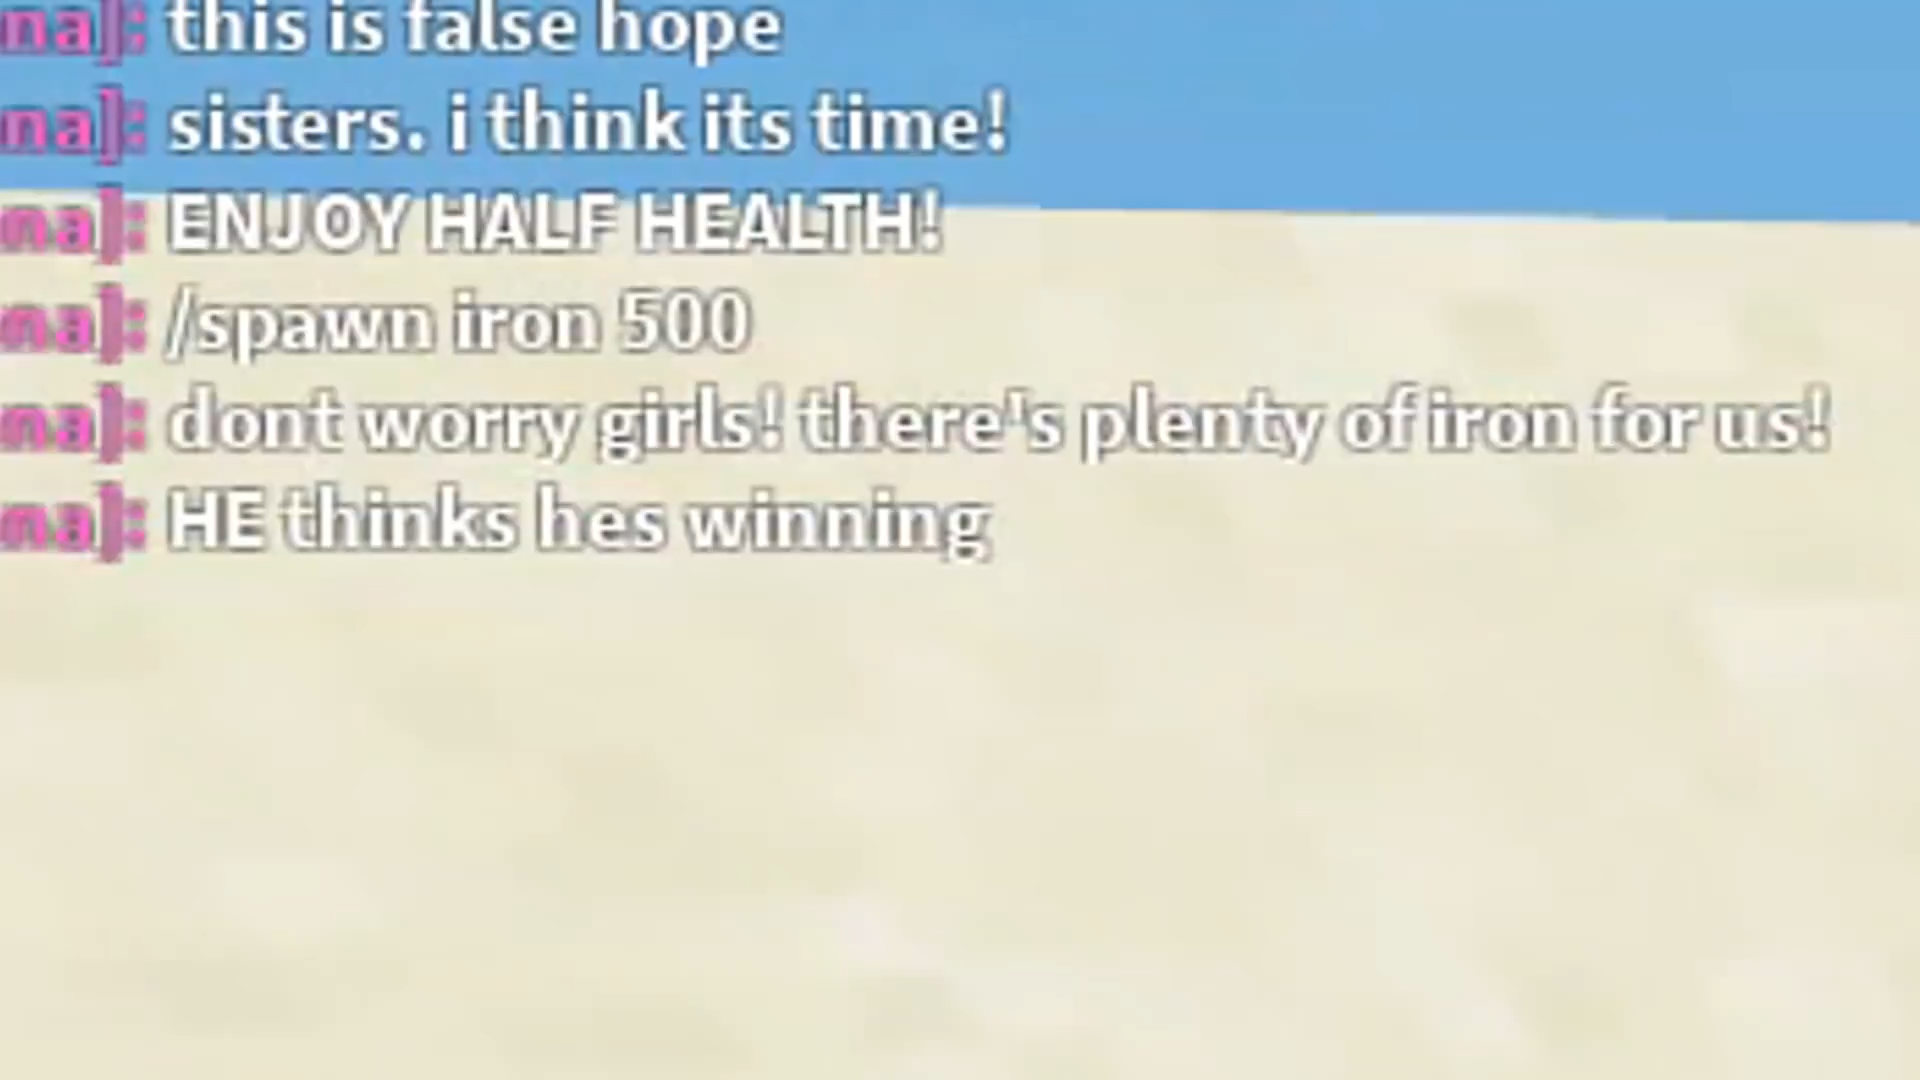 na]: this is false hope
na]: sisters. i think its time!
na]: ENJOY HALF HEALTH!
na]: /spawn iron 500
na]: dont worry girls! there's plenty of iron for us!
na]: HE thinks hes winning